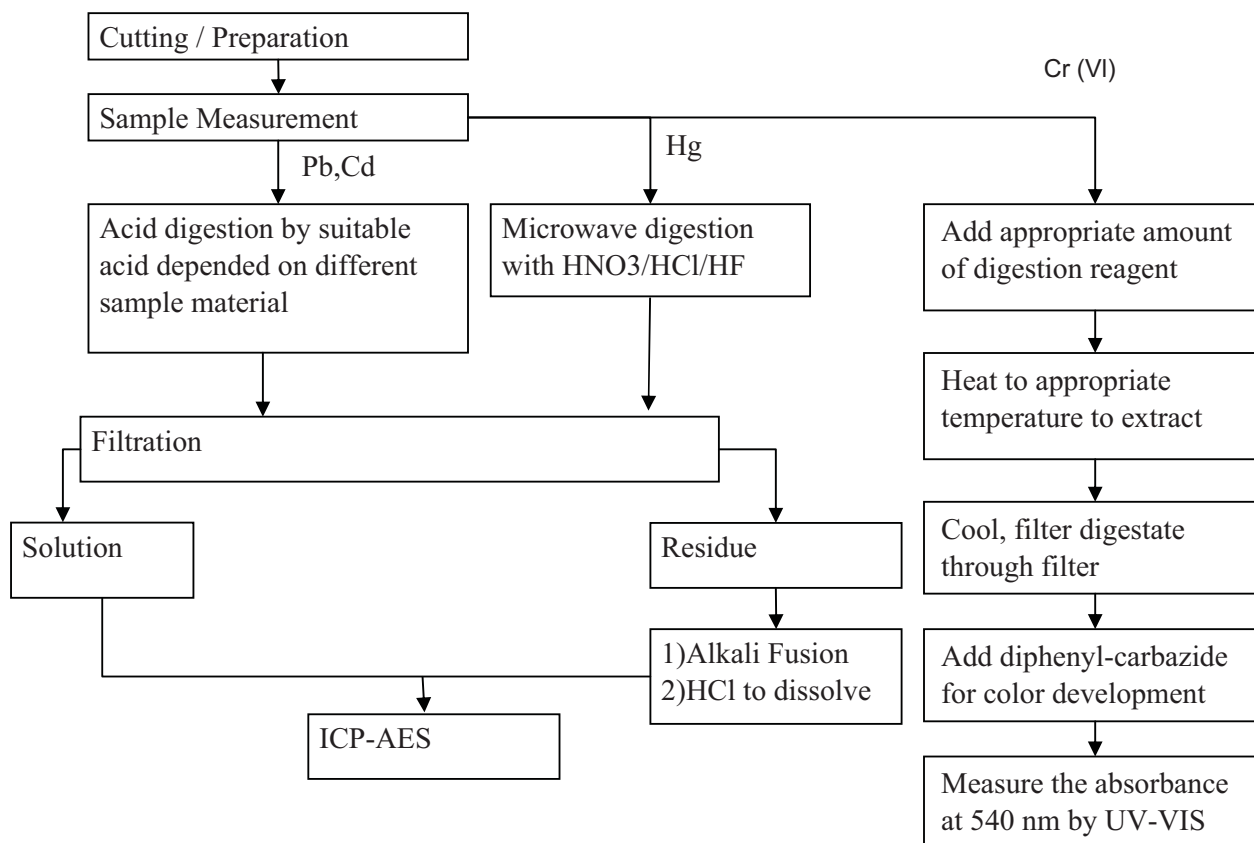 Cutting / Preparation
Cr (VI)
Sample Measurement
Hg
Pb,Cd
Acid digestion by suitable
acid depended on different
sample material
Microwave digestion
with HNO3/HCl/HF
Add appropriate amount
of digestion reagent
Heat to appropriate
temperature to extract
Filtration
Cool, filter digestate
through filter
Solution
Residue
1)Alkali Fusion
2)HCl to dissolve
Add diphenyl-carbazide
for color development
ICP-AES
Measure the absorbance
at 540 nm by UV-VIS